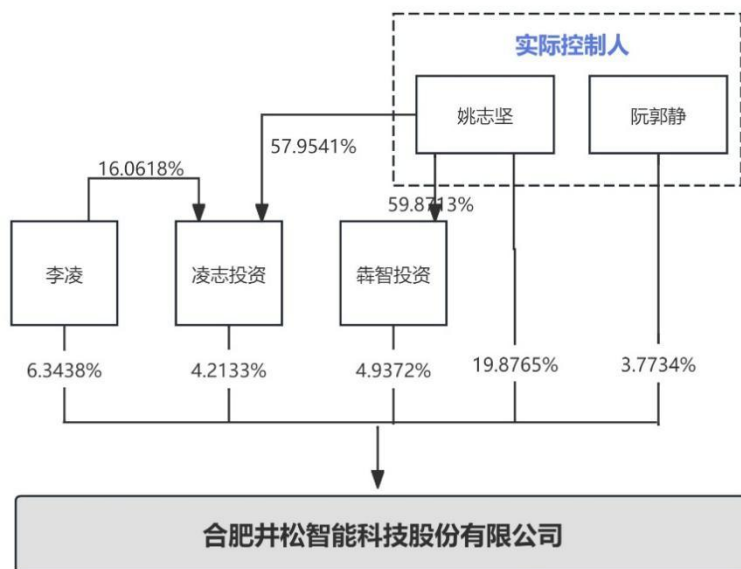 实际控制人
姚志坚
阮郭静
57.9541%
16.0618%
59.8713%
李凌
凌志投资
犇智投资
6.3438%
4.2133%
4.9372%
19.8765%
3.7734%
合肥井松智能科技股份有限公司